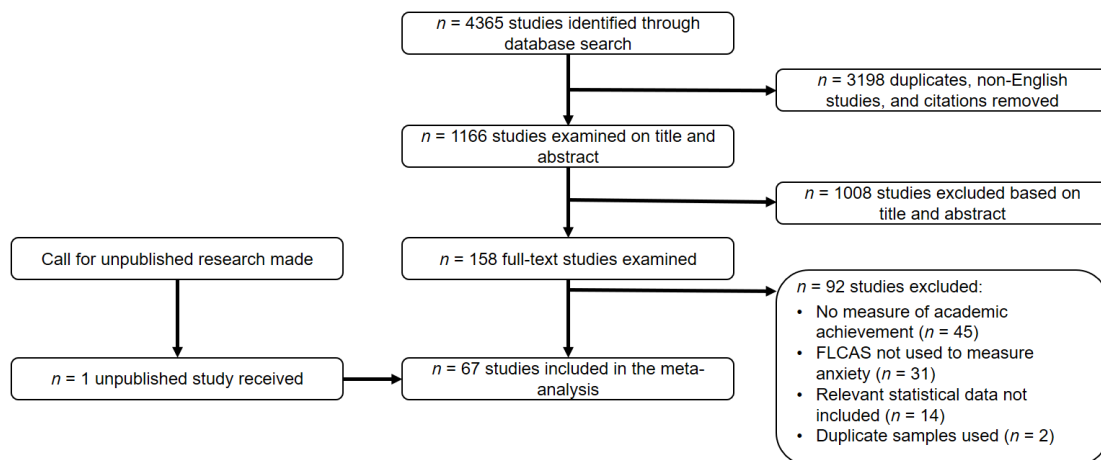 n = 4365 studies identified through
database search
n = 3198 duplicates, non-English
studies, and citations removed
n = 1166 studies examined on title and
abstract
n = 1008 studies excluded based on
title and abstract
Call for unpublished research made
n = 158 full-text studies examined
n = 92 studies excluded:
• No measure of academic
achievement (n = 45)
• FLCAS not used to measure
anxiety (n = 31)
• Relevant statistical data not
included (n = 14)
• Duplicate samples used (n = 2)
n = 1 unpublished study received
n = 67 studies included in the meta-
analysis